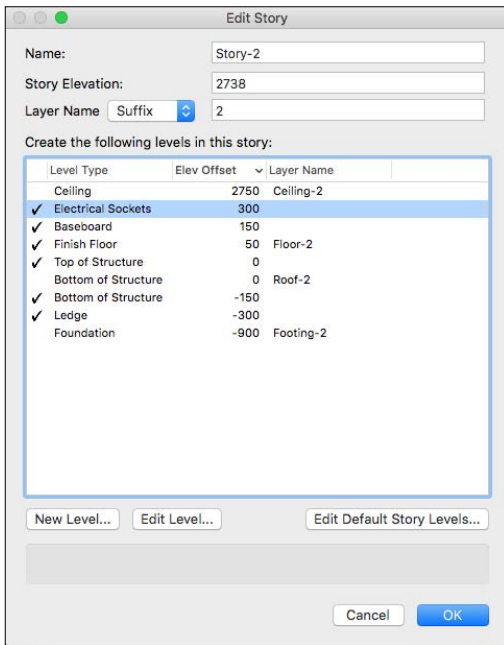 Edit Story
Name: Story-2
Story Elevation: 2738
Layer Name Suffix 2
Create the following levels in this story:
Level Type Elev Offset Layer Name
Ceiling 2750 Ceiling-2
✓ Electrical Sockets 300
✓ Baseboard 150
✓ Finish Floor 50 Floor-2
✓ Top of Structure 0
Bottom of Structure 0 Roof-2
✓ Bottom of Structure -150
✓ Ledge -300
Foundation -900 Footing-2
New Level... Edit Level... Edit Default Story Levels...
Cancel OK